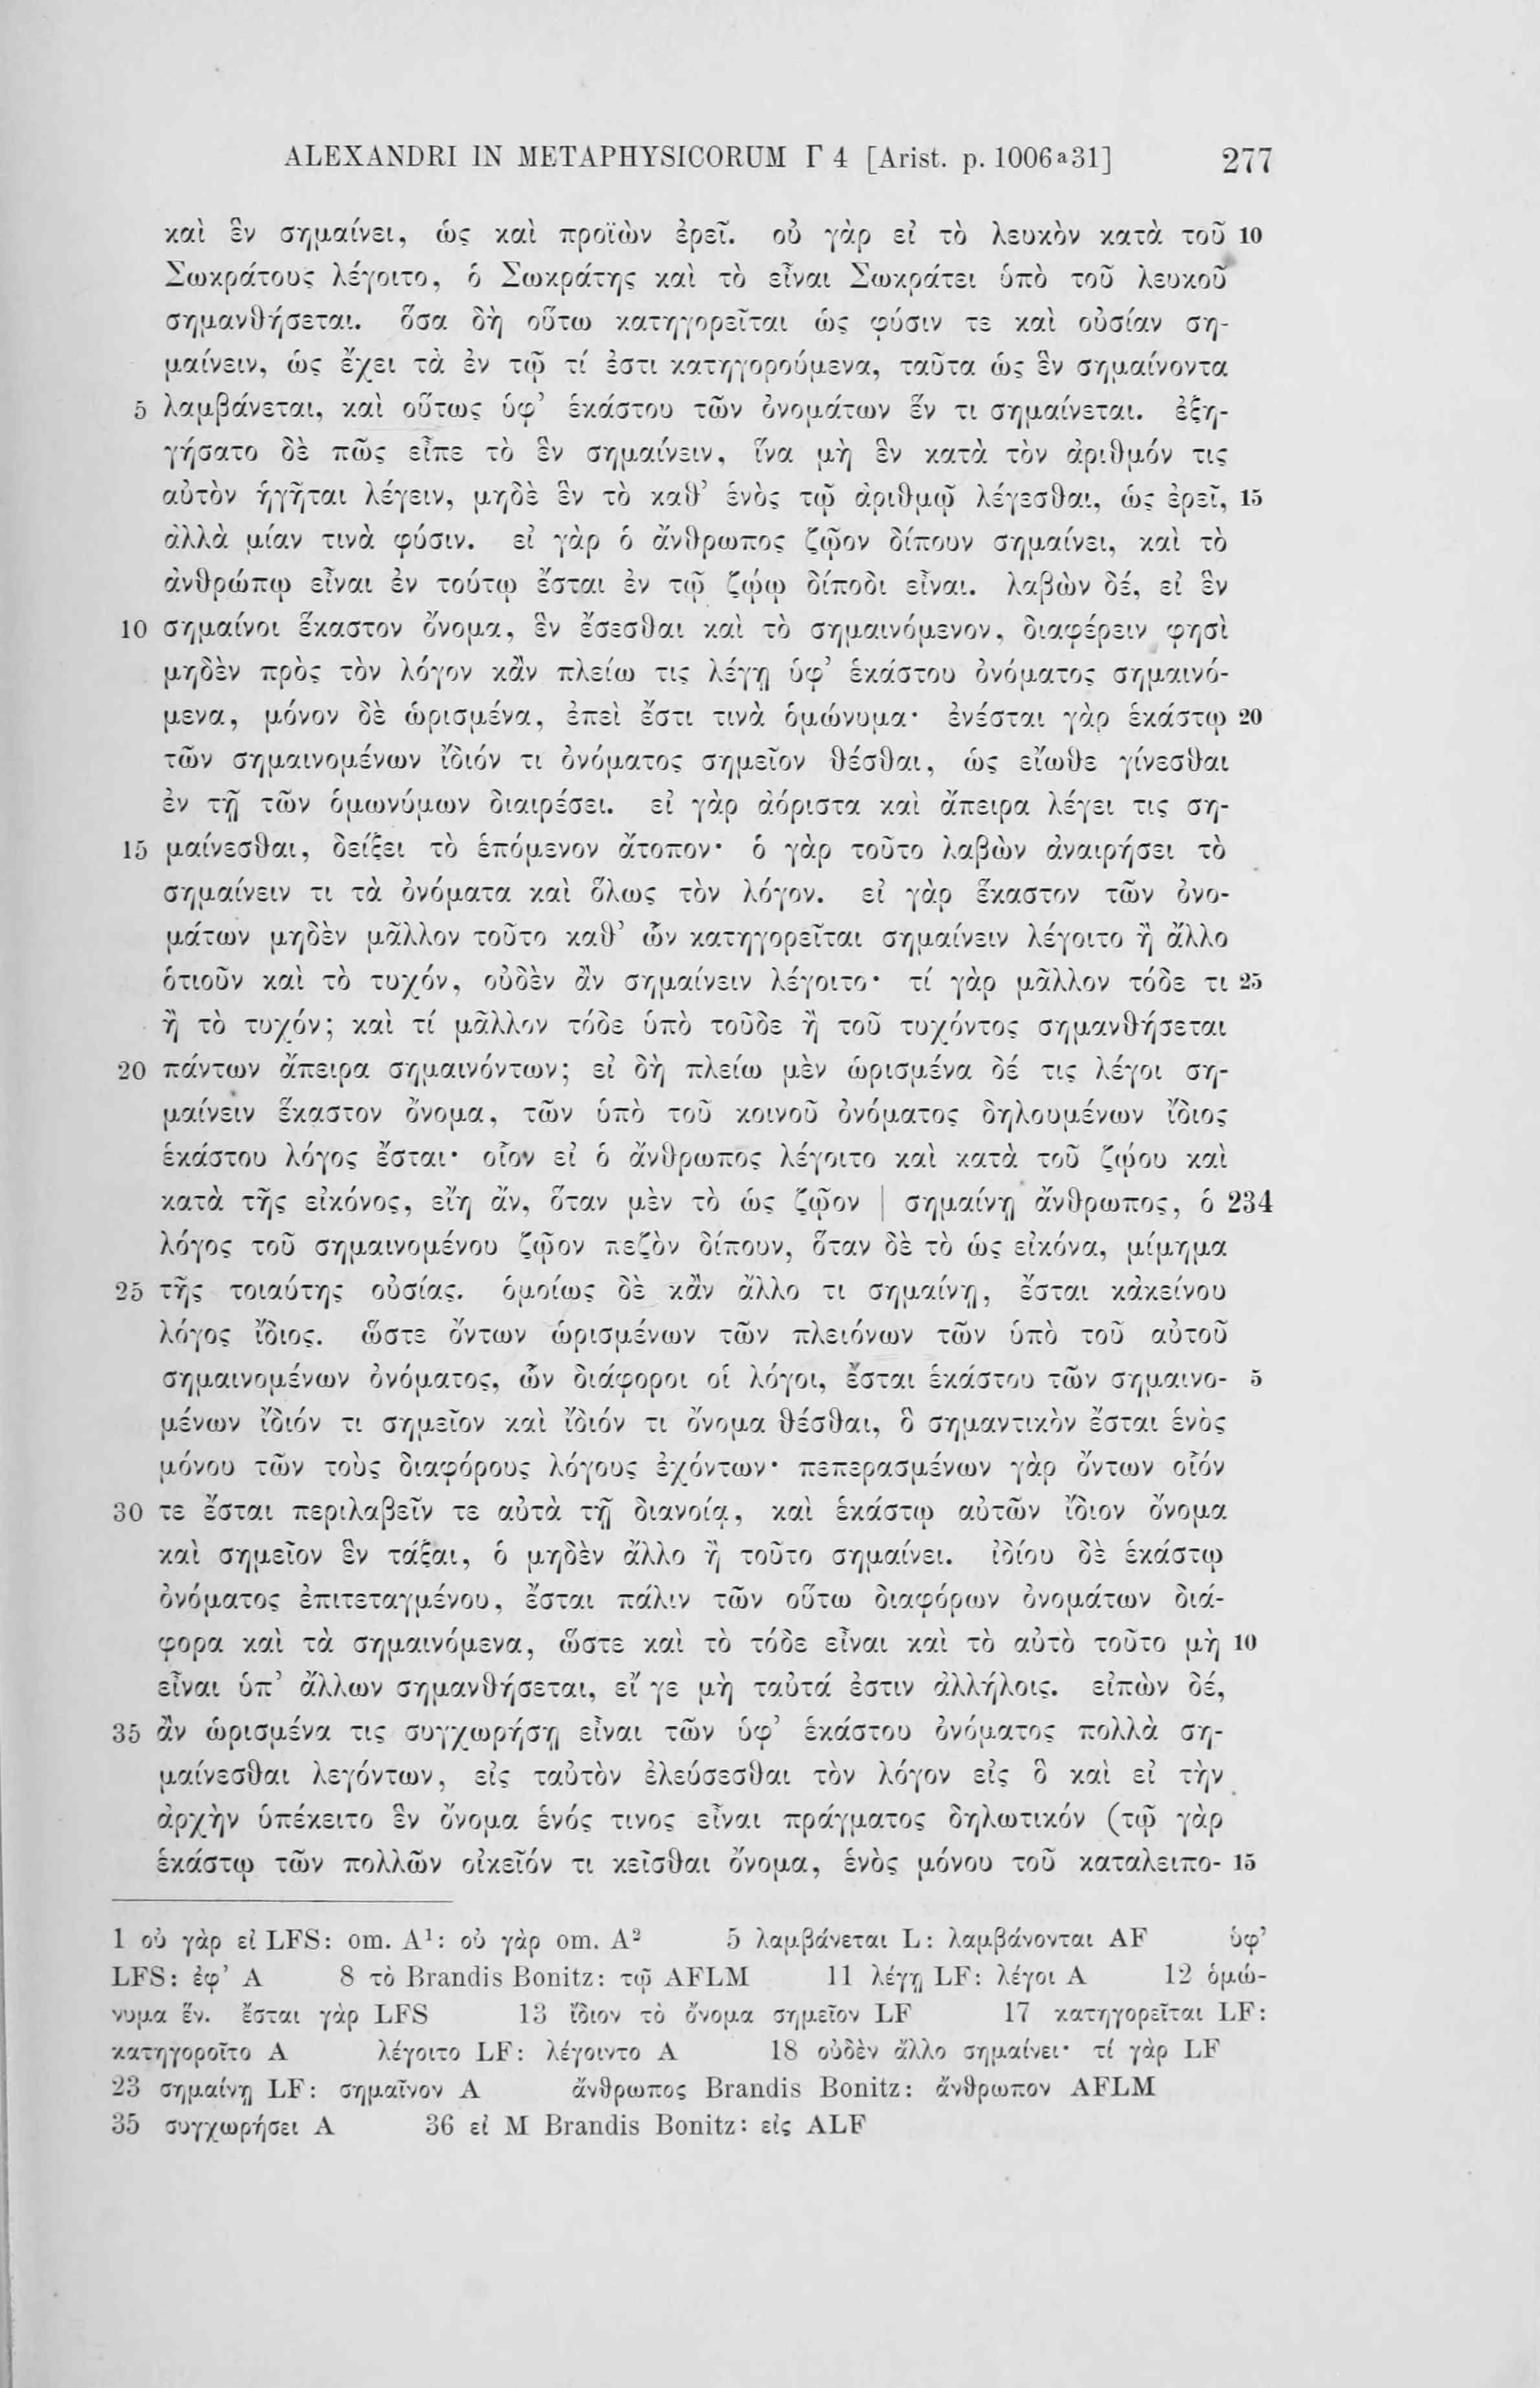 ALEXANDRI IN METAPHYSICORUM Γ 4 [Arist. p. 1006ᵃ31] 277
καὶ ἓν σημαίνει, ὡς καὶ προϊὼν ἐρεῖ. οὐ γὰρ εἰ τὸ λευκὸν κατὰ τοῦ 10
Σωκράτους λέγοιτο, ὁ Σωκράτης καὶ τὸ εἶναι Σωκράτει ὑπὸ τοῦ λευκοῦ
σημανθήσεται. ὅσα δὴ οὕτω κατηγορεῖται ὡς φύσιν τε καὶ οὐσίαν ση-
μαίνειν, ὡς ἔχει τὰ ἐν τῷ τί ἐστι κατηγορούμενα, ταῦτα ὡς ἓν σημαίνοντα
5 λαμβάνεται, καὶ οὕτως ὑφ’ ἑκάστου τῶν ὀνομάτων ἕν τι σημαίνεται. ἐξη-
γήσατο δὲ πῶς εἶπε τὸ ἓν σημαίνειν, ἵνα μὴ ἓν κατὰ τὸν ἀριθμόν τις
αὐτὸν ἡγῆται λέγειν, μηδὲ ἓν τὸ καθ’ ἑνὸς τῷ ἀριθμῷ λέγεσθαι, ὡς ἐρεῖ, 15
ἀλλὰ μίαν τινὰ φύσιν. εἰ γὰρ ὁ ἄνθρωπος ζῷον δίπουν σημαίνει, καὶ τὸ
ἀνθρώπῳ εἶναι ἐν τούτῳ ἔσται ἐν τῷ ζῴῳ δίποδι εἶναι. λαβὼν δέ, εἰ ἓν
10 σημαίνοι ἕκαστον ὄνομα, ἓν ἔσεσθαι καὶ τὸ σημαινόμενον, διαφέρειν φησὶ
μηδὲν πρὸς τὸν λόγον κἂν πλείω τις λέγῃ ὑφ’ ἑκάστου ὀνόματος σημαινό-
μενα, μόνον δὲ ὡρισμένα, ἐπεὶ ἔστι τινὰ ὁμώνυμα· ἐνέσται γὰρ ἑκάστῳ 20
τῶν σημαινομένων ἴδιόν τι ὀνόματος σημεῖον θέσθαι, ὡς εἴωθε γίνεσθαι
ἐν τῇ τῶν ὁμωνύμων διαιρέσει. εἰ γὰρ ἀόριστα καὶ ἄπειρα λέγει τις ση-
15 μαίνεσθαι, δείξει τὸ ἑπόμενον ἄτοπον· ὁ γὰρ τοῦτο λαβὼν ἀναιρήσει τὸ
σημαίνειν τι τὰ ὀνόματα καὶ ὅλως τὸν λόγον. εἰ γὰρ ἕκαστον τῶν ὀνο-
μάτων μηδὲν μᾶλλον τοῦτο καθ’ ὧν κατηγορεῖται σημαίνειν λέγοιτο ἢ ἄλλο
ὁτιοῦν καὶ τὸ τυχόν, οὐδὲν ἂν σημαίνειν λέγοιτο· τί γὰρ μᾶλλον τόδε τι 25
ἢ τὸ τυχόν; καὶ τί μᾶλλον τόδε ὑπὸ τοῦδε ἢ τοῦ τυχόντος σημανθήσεται
20 πάντων ἄπειρα σημαινόντων; εἰ δὴ πλείω μὲν ὡρισμένα δέ τις λέγοι ση-
μαίνειν ἕκαστον ὄνομα, τῶν ὑπὸ τοῦ κοινοῦ ὀνόματος δηλουμένων ἴδιος
ἑκάστου λόγος ἔσται· οἷον εἰ ὁ ἄνθρωπος λέγοιτο καὶ κατὰ τοῦ ζῴου καὶ
κατὰ τῆς εἰκόνος, εἴη ἄν, ὅταν μὲν τὸ ὡς ζῷον | σημαίνῃ ἄνθρωπος, ὁ 234
λόγος τοῦ σημαινομένου ζῷον πεζὸν δίπουν, ὅταν δὲ τὸ ὡς εἰκόνα, μίμημα
25 τῆς τοιαύτης οὐσίας. ὁμοίως δὲ κἂν ἄλλο τι σημαίνῃ, ἔσται κἀκείνου
λόγος ἴδιος. ὥστε ὄντων ὡρισμένων τῶν πλειόνων τῶν ὑπὸ τοῦ αὐτοῦ
σημαινομένων ὀνόματος, ὧν διάφοροι οἱ λόγοι, ἔσται ἑκάστου τῶν σημαινο- 5
μένων ἴδιόν τι σημεῖον καὶ ἴδιόν τι ὄνομα θέσθαι, ὃ σημαντικὸν ἔσται ἑνὸς
μόνου τῶν τοὺς διαφόρους λόγους ἐχόντων· πεπερασμένων γὰρ ὄντων οἷόν
30 τε ἔσται περιλαβεῖν τε αὐτὰ τῇ διανοίᾳ, καὶ ἑκάστῳ αὐτῶν ἴδιον ὄνομα
καὶ σημεῖον ἓν τάξαι, ὁ μηδὲν ἄλλο ἢ τοῦτο σημαίνει. ἰδίου δὲ ἑκάστῳ
ὀνόματος ἐπιτεταγμένου, ἔσται πάλιν τῶν οὕτω διαφόρων ὀνομάτων διά-
φορα καὶ τὰ σημαινόμενα, ὥστε καὶ τὸ τόδε εἶναι καὶ τὸ αὐτὸ τοῦτο μὴ 10
εἶναι ὑπ’ ἄλλων σημανθήσεται, εἴ γε μὴ ταὐτά ἐστιν ἀλλήλοις. εἰπὼν δέ,
35 ἂν ὡρισμένα τις συγχωρήσῃ εἶναι τῶν ὑφ’ ἑκάστου ὀνόματος πολλὰ ση-
μαίνεσθαι λεγόντων, εἰς ταὐτὸν ἐλεύσεσθαι τὸν λόγον εἰς ὃ καὶ εἰ τὴν
ἀρχὴν ὑπέκειτο ἓν ὄνομα ἑνός τινος εἶναι πράγματος δηλωτικόν (τῷ γὰρ
ἑκάστῳ τῶν πολλῶν οἰκεῖόν τι κεῖσθαι ὄνομα, ἑνὸς μόνου τοῦ καταλειπο- 15
1 οὐ γὰρ εἰ LFS: om. A¹: οὐ γὰρ om. A² 5 λαμβάνεται L: λαμβάνονται AF ὑφ’
LFS: ἐφ’ A 8 τὸ Brandis Bonitz: τῷ AFLM 11 λέγῃ LF: λέγοι A 12 ὁμώ-
νυμα ἕν. ἔσται γὰρ LFS 13 ἴδιον τὸ ὄνομα σημεῖον LF 17 κατηγορεῖται LF:
κατηγοροῖτο A λέγοιτο LF: λέγοιντο A 18 οὐδὲν ἄλλο σημαίνει· τί γὰρ LF
23 σημαίνῃ LF: σημαῖνον A ἄνθρωπος Brandis Bonitz: ἄνθρωπον AFLM
35 συγχωρήσει A 36 εἰ M Brandis Bonitz: εἰς ALF